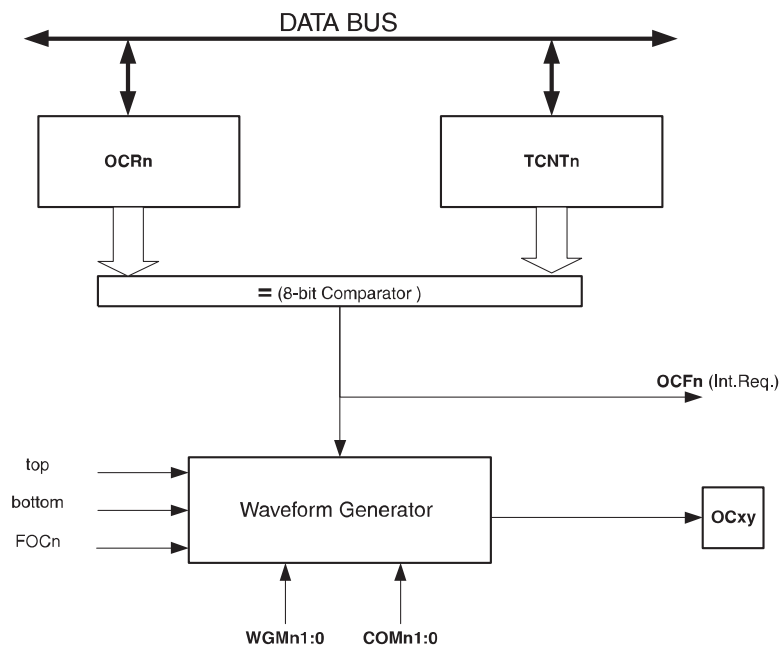 DATA BUS
OCRn
TCNTn
= (8-bit Comparator )
OCFn (Int.Req.)
top
bottom
FOCn
Waveform Generator
OCxy
WGMn1:0
COMn1:0